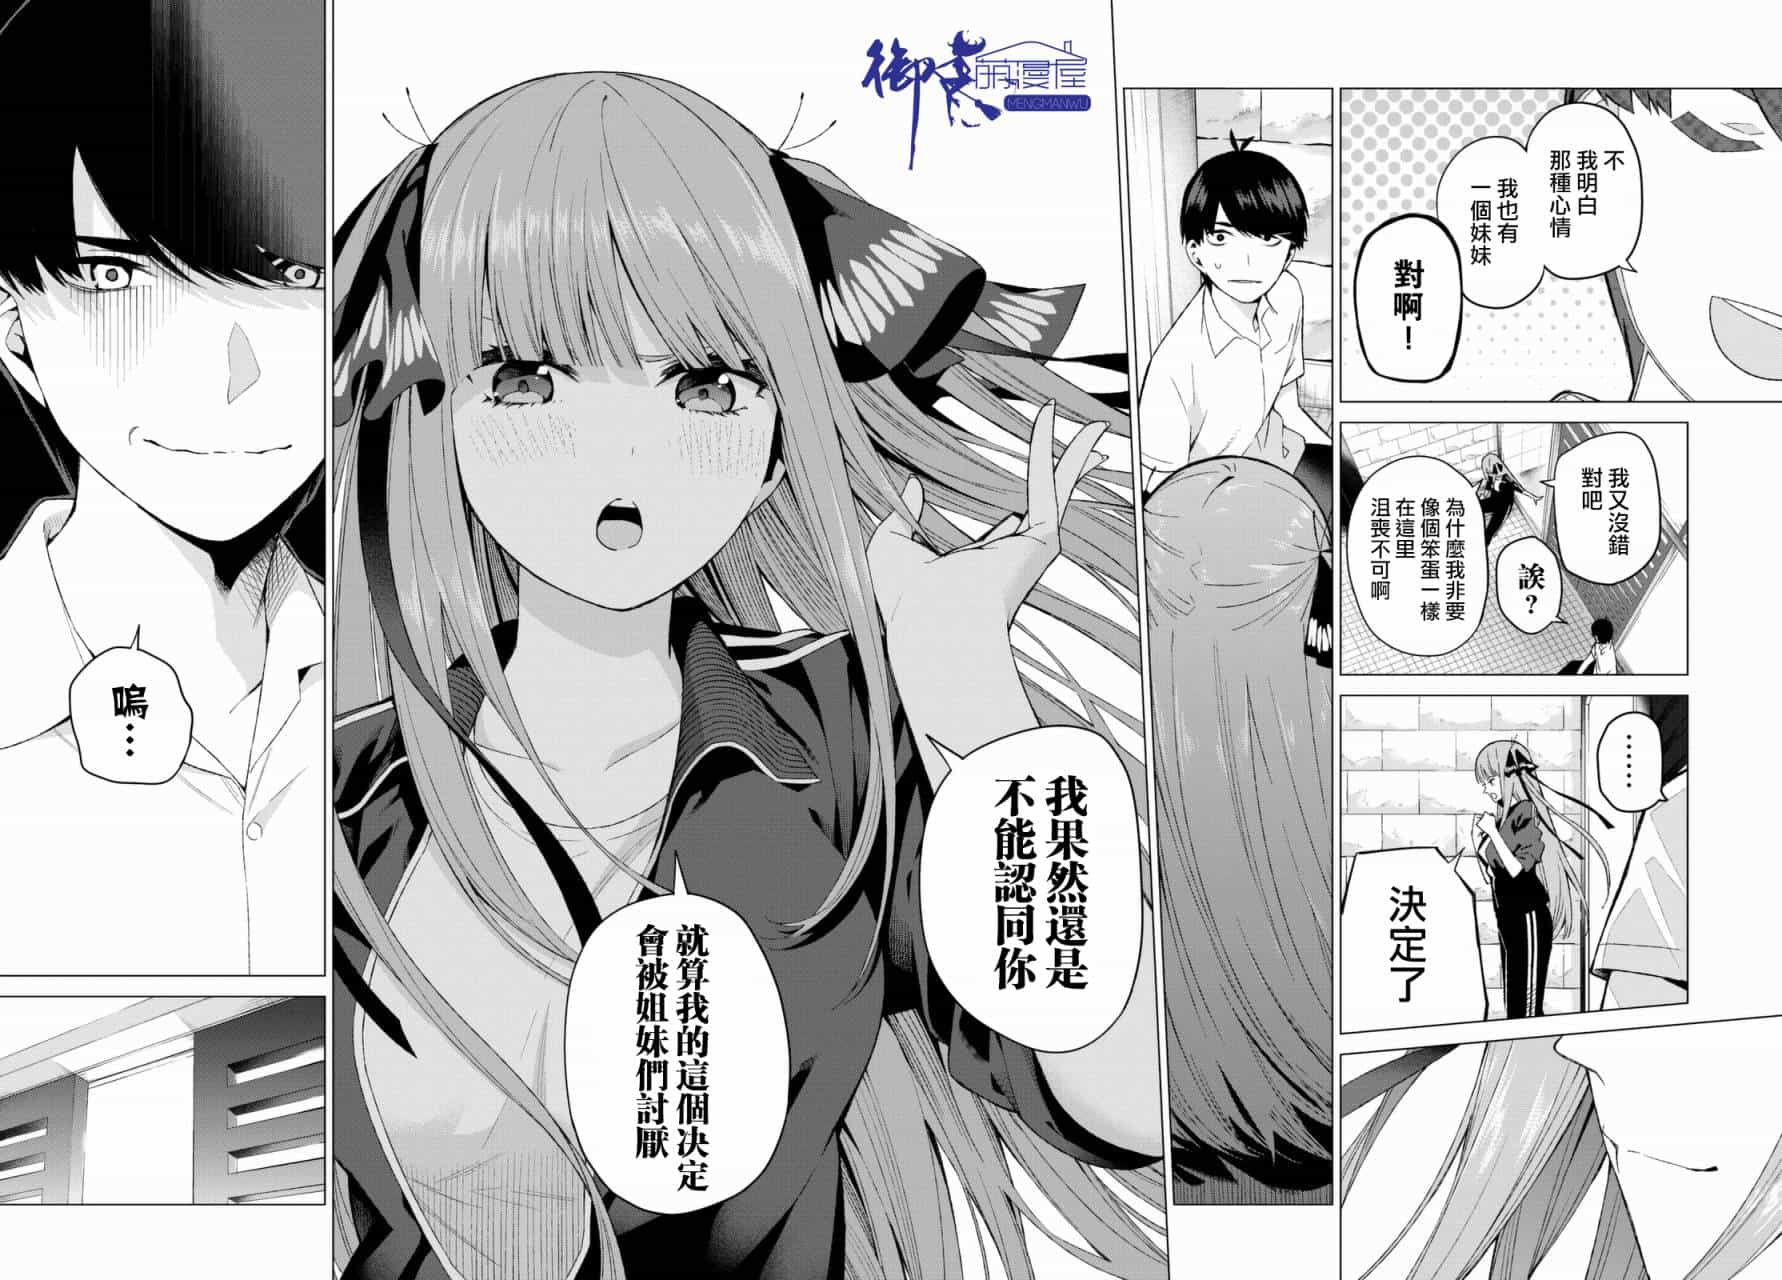 御堂萌漫屋
MENGMANWU
不
我明白
那種心情
我也有
一個妹妹
對啊！
我又沒錯
對吧
誒？
為什麼我非要
像個笨蛋一樣
在這里
沮喪不可啊
⋯⋯
決定了
我果然還是
不能認同你
就算我的這個決定
會被姐妹們討厭
嗚⋯